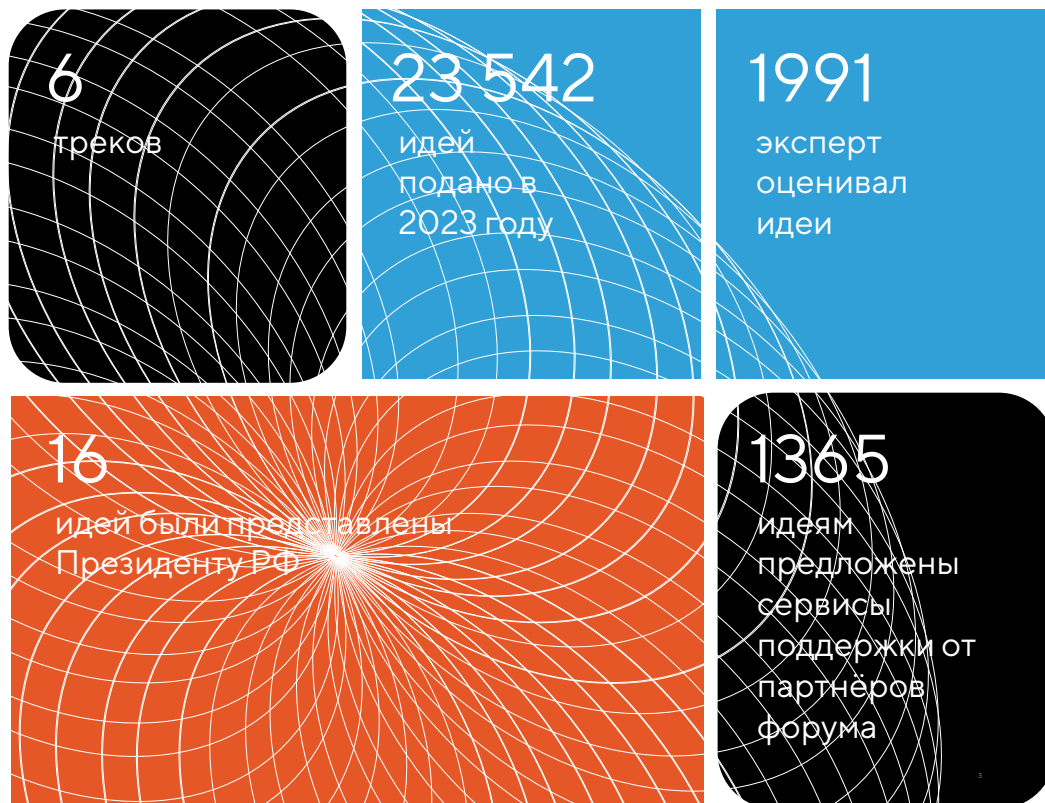 6
треков
23 542
идей
подано в
2023 году
1991
эксперт
оценивал
идеи
16
идей были представлены
Президенту РФ
1365
идеям
предложены
сервисы
поддержки от
партнёров
форума
3